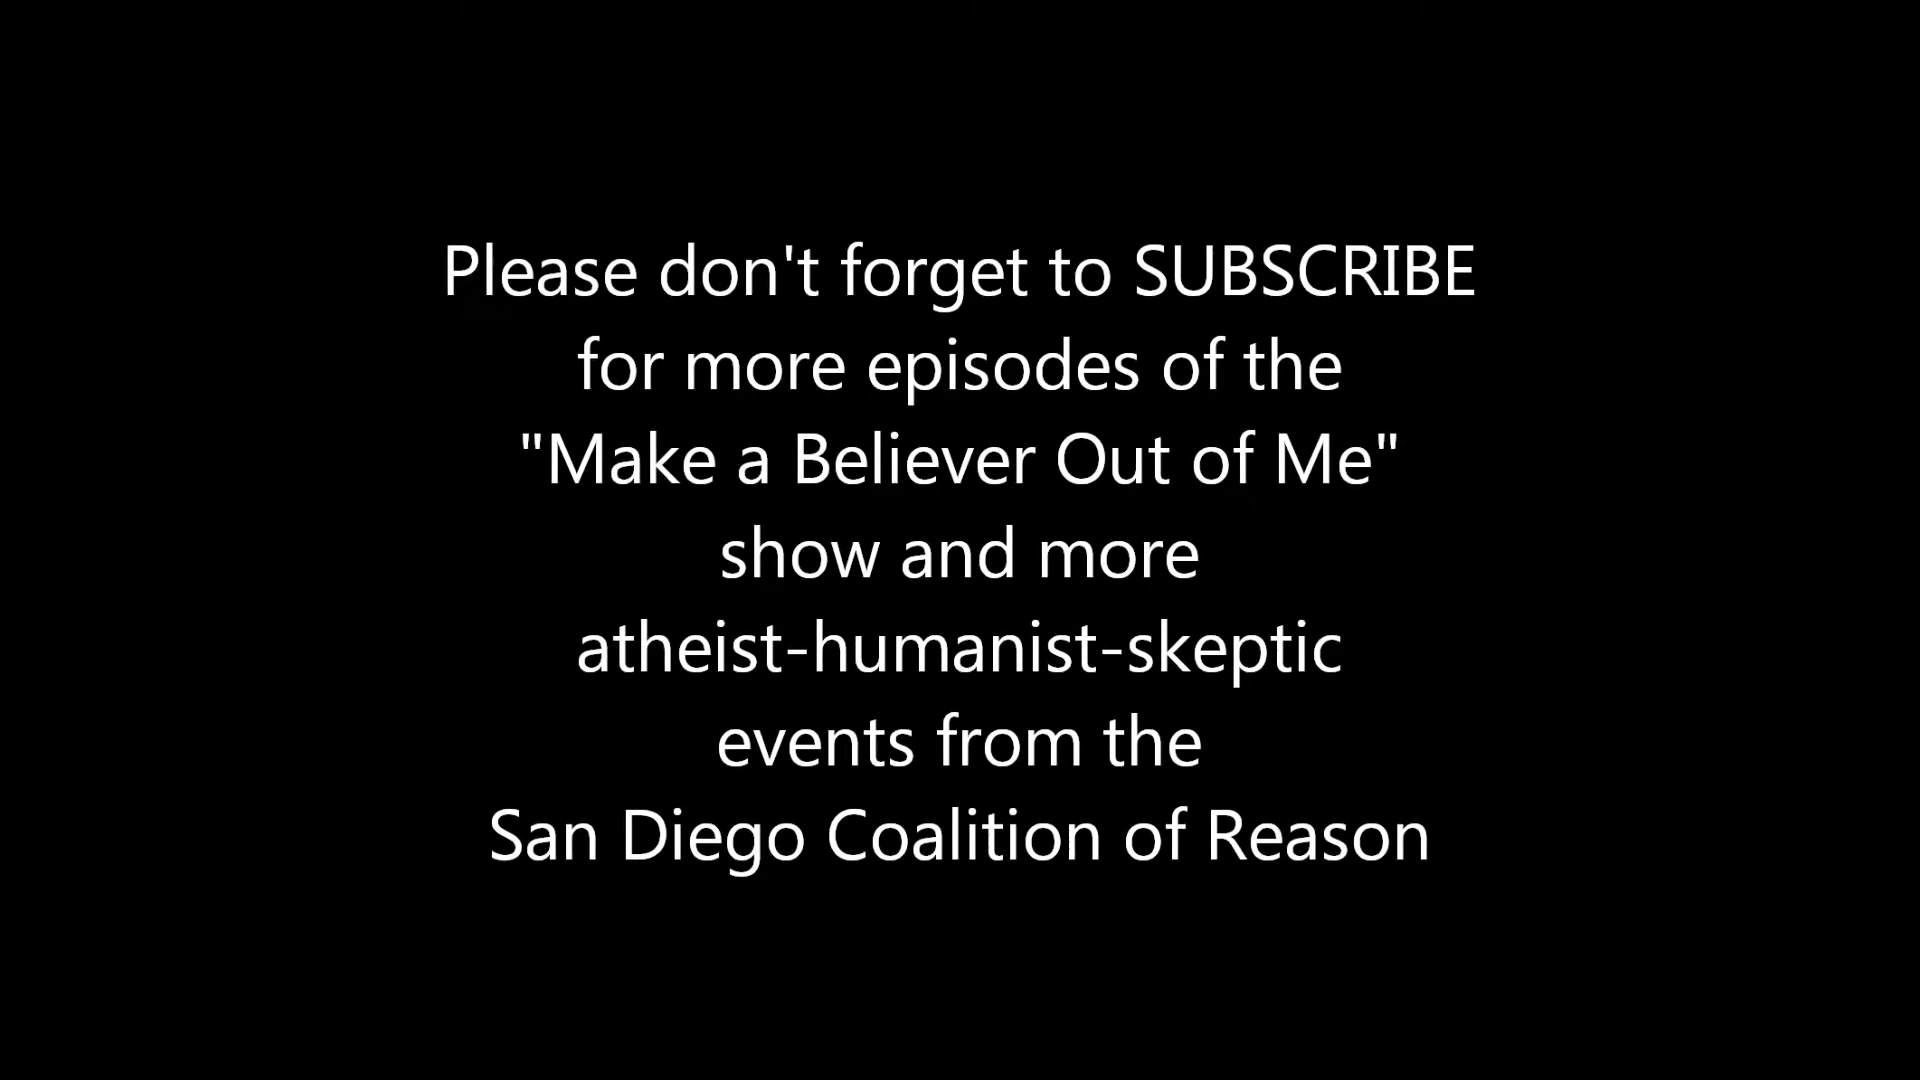 Please don't forget to SUBSCRIBE
for more episodes of the
"Make a Believer Out of Me"
show and more
atheist-humanist-skeptic
events from the
San Diego Coalition of Reason